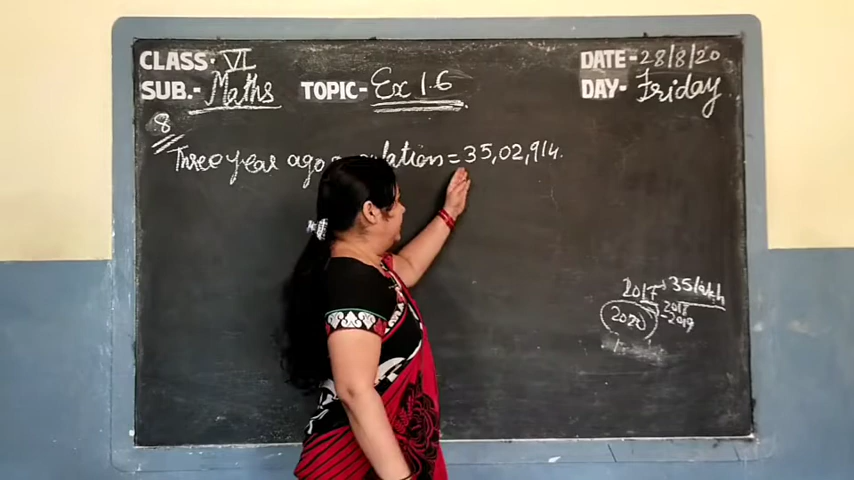 CLASS:- VI
SUB.- Maths
TOPIC:- Ex 1.6
DATE- 28/8/20
DAY:- Friday
8
Three year ago population = 35,02,914.
2017 → 35 lakh
2018
2020 - 2019